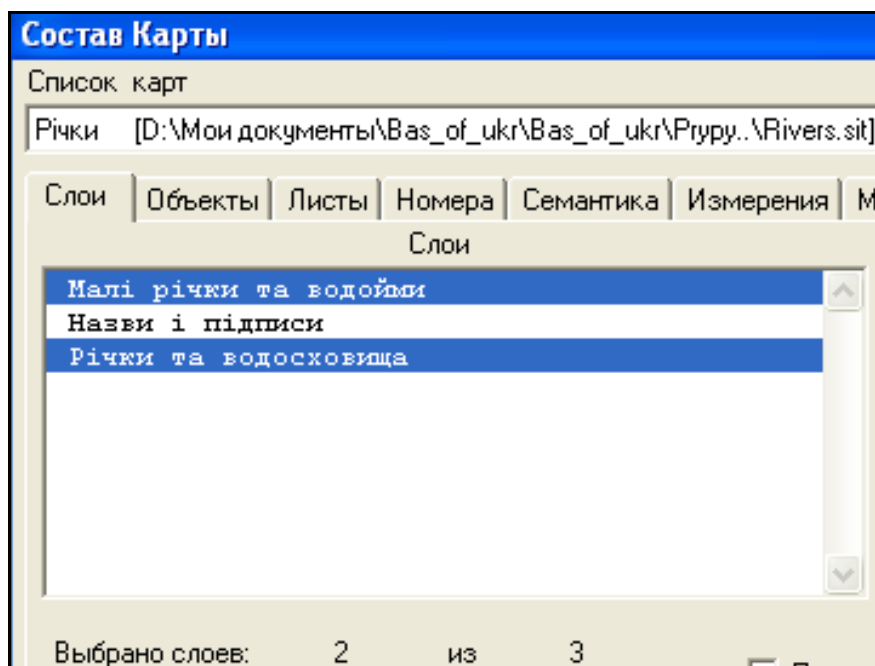 Состав Карты
Список карт
Річки [D:\Мои документы\Bas_of_ukr\Bas_of_ukr\Prypy..\Rivers.sit]
Слои Объекты Листы Номера Семантика Измерения
Слои
Малі річки та водойми
Назви і підписи
Річки та водосховища
Выбрано слоев: 2 из 3